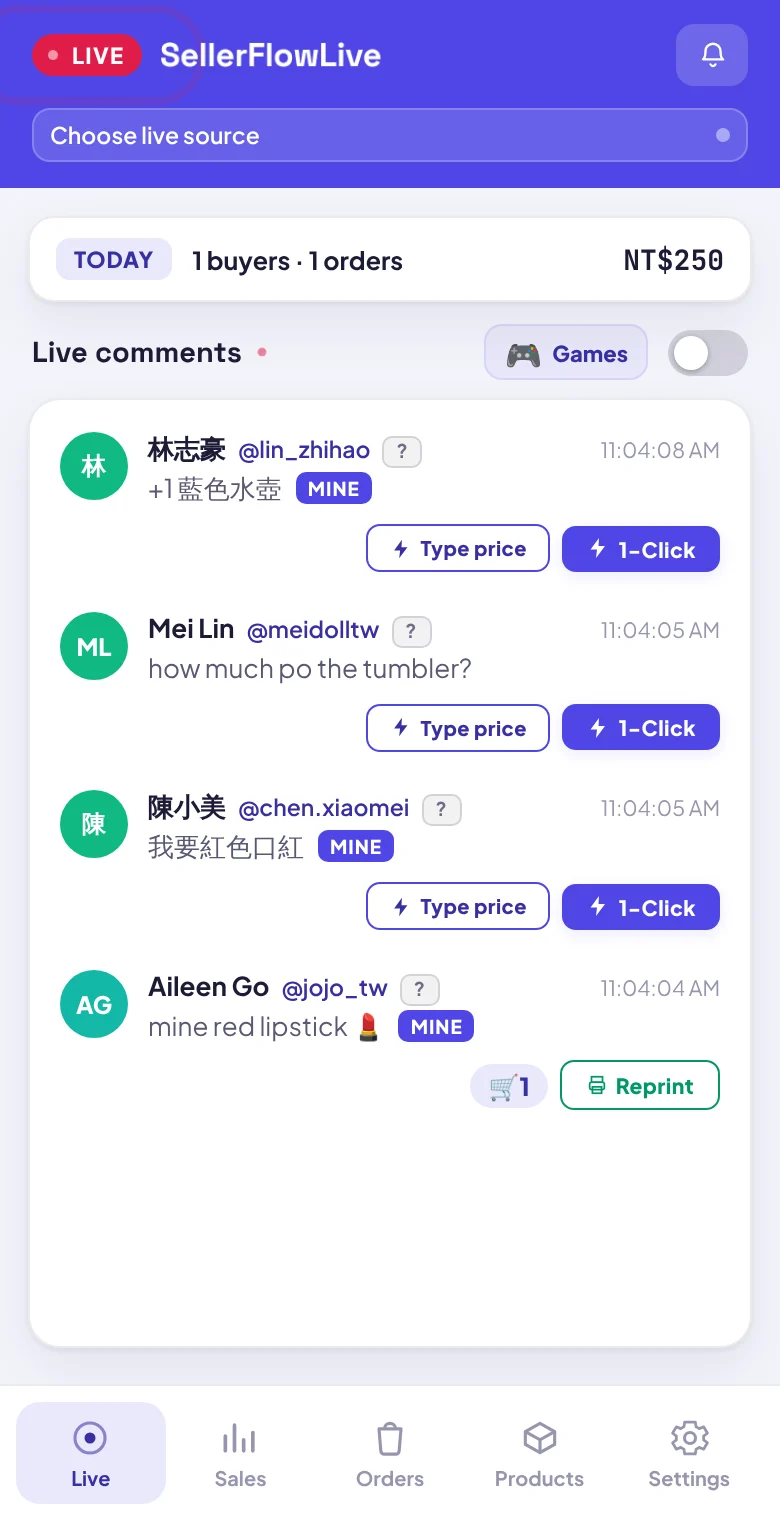 LIVE SellerFlowLive
Choose live source
TODAY 1 buyers · 1 orders NT$250
Live comments Games
林 林志豪 @lin_zhihao ? 11:04:08 AM
+1 藍色水壺 MINE
Type price 1-Click
ML Mei Lin @meidolltw ? 11:04:05 AM
how much po the tumbler?
Type price 1-Click
陳 陳小美 @chen.xiaomei ? 11:04:05 AM
我要紅色口紅 MINE
Type price 1-Click
AG Aileen Go @jojo_tw ? 11:04:04 AM
mine red lipstick 💄 MINE
🛒1 Reprint
Live Sales Orders Products Settings